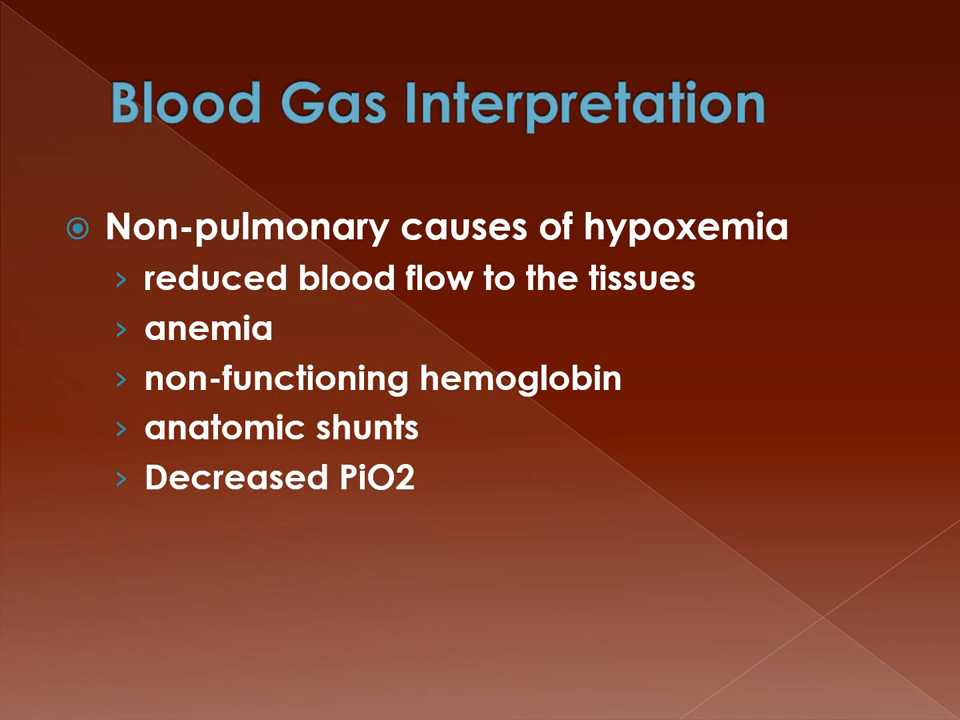 Blood Gas Interpretation
Non-pulmonary causes of hypoxemia
› reduced blood flow to the tissues
› anemia
› non-functioning hemoglobin
› anatomic shunts
› Decreased PiO2